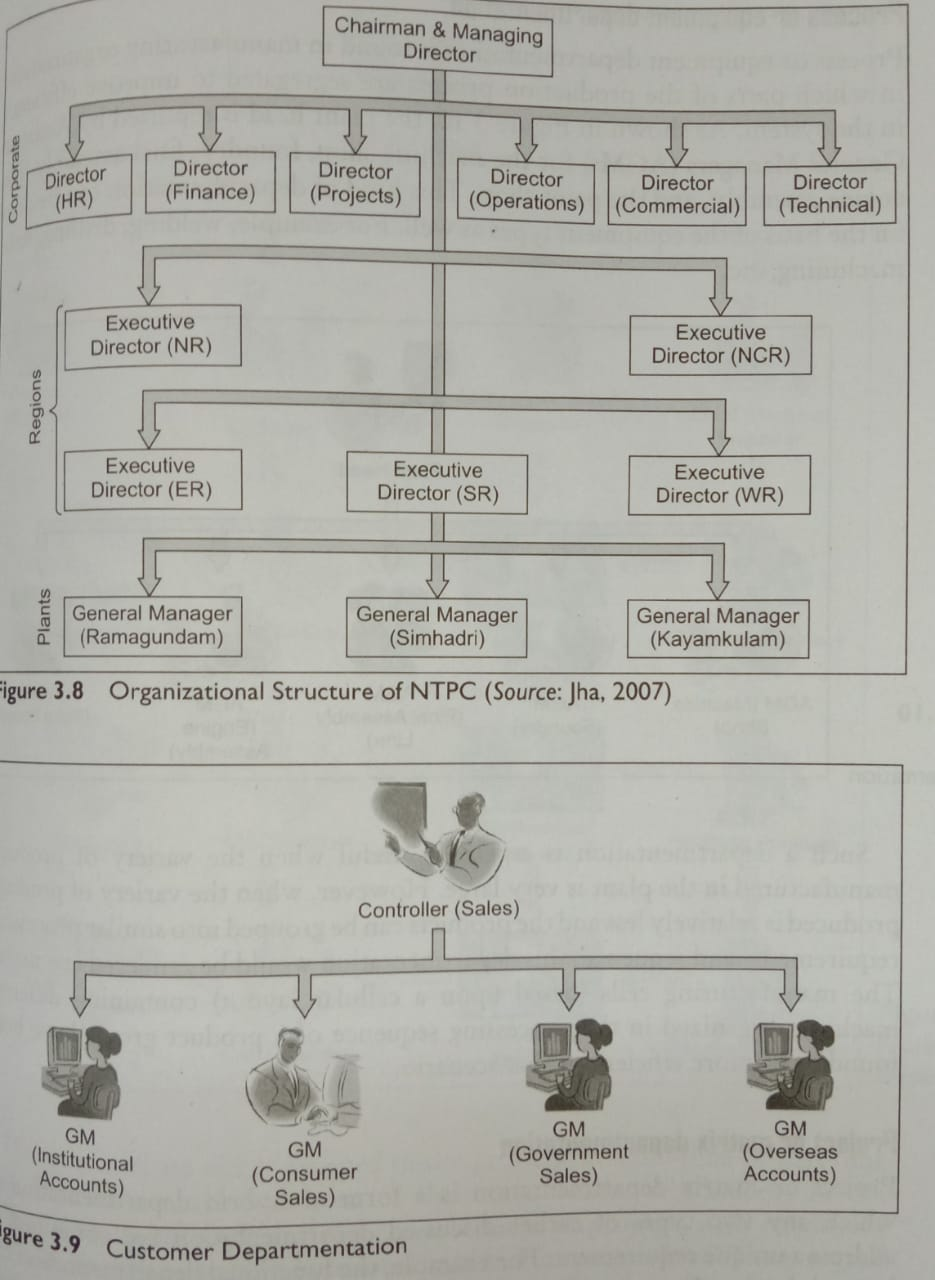 Chairman & Managing
Director
Corporate
Director
(HR)
Director
(Finance)
Director
(Projects)
Director
(Operations)
Director
(Commercial)
Director
(Technical)
Regions
Executive
Director (NR)
Executive
Director (NCR)
Executive
Director (ER)
Executive
Director (SR)
Executive
Director (WR)
Plants
General Manager
(Ramagundam)
General Manager
(Simhadri)
General Manager
(Kayamkulam)
Figure 3.8 Organizational Structure of NTPC (Source: Jha, 2007)
Controller (Sales)
GM
(Institutional
Accounts)
GM
(Consumer
Sales)
GM
(Government
Sales)
GM
(Overseas
Accounts)
igure 3.9 Customer Departmentation